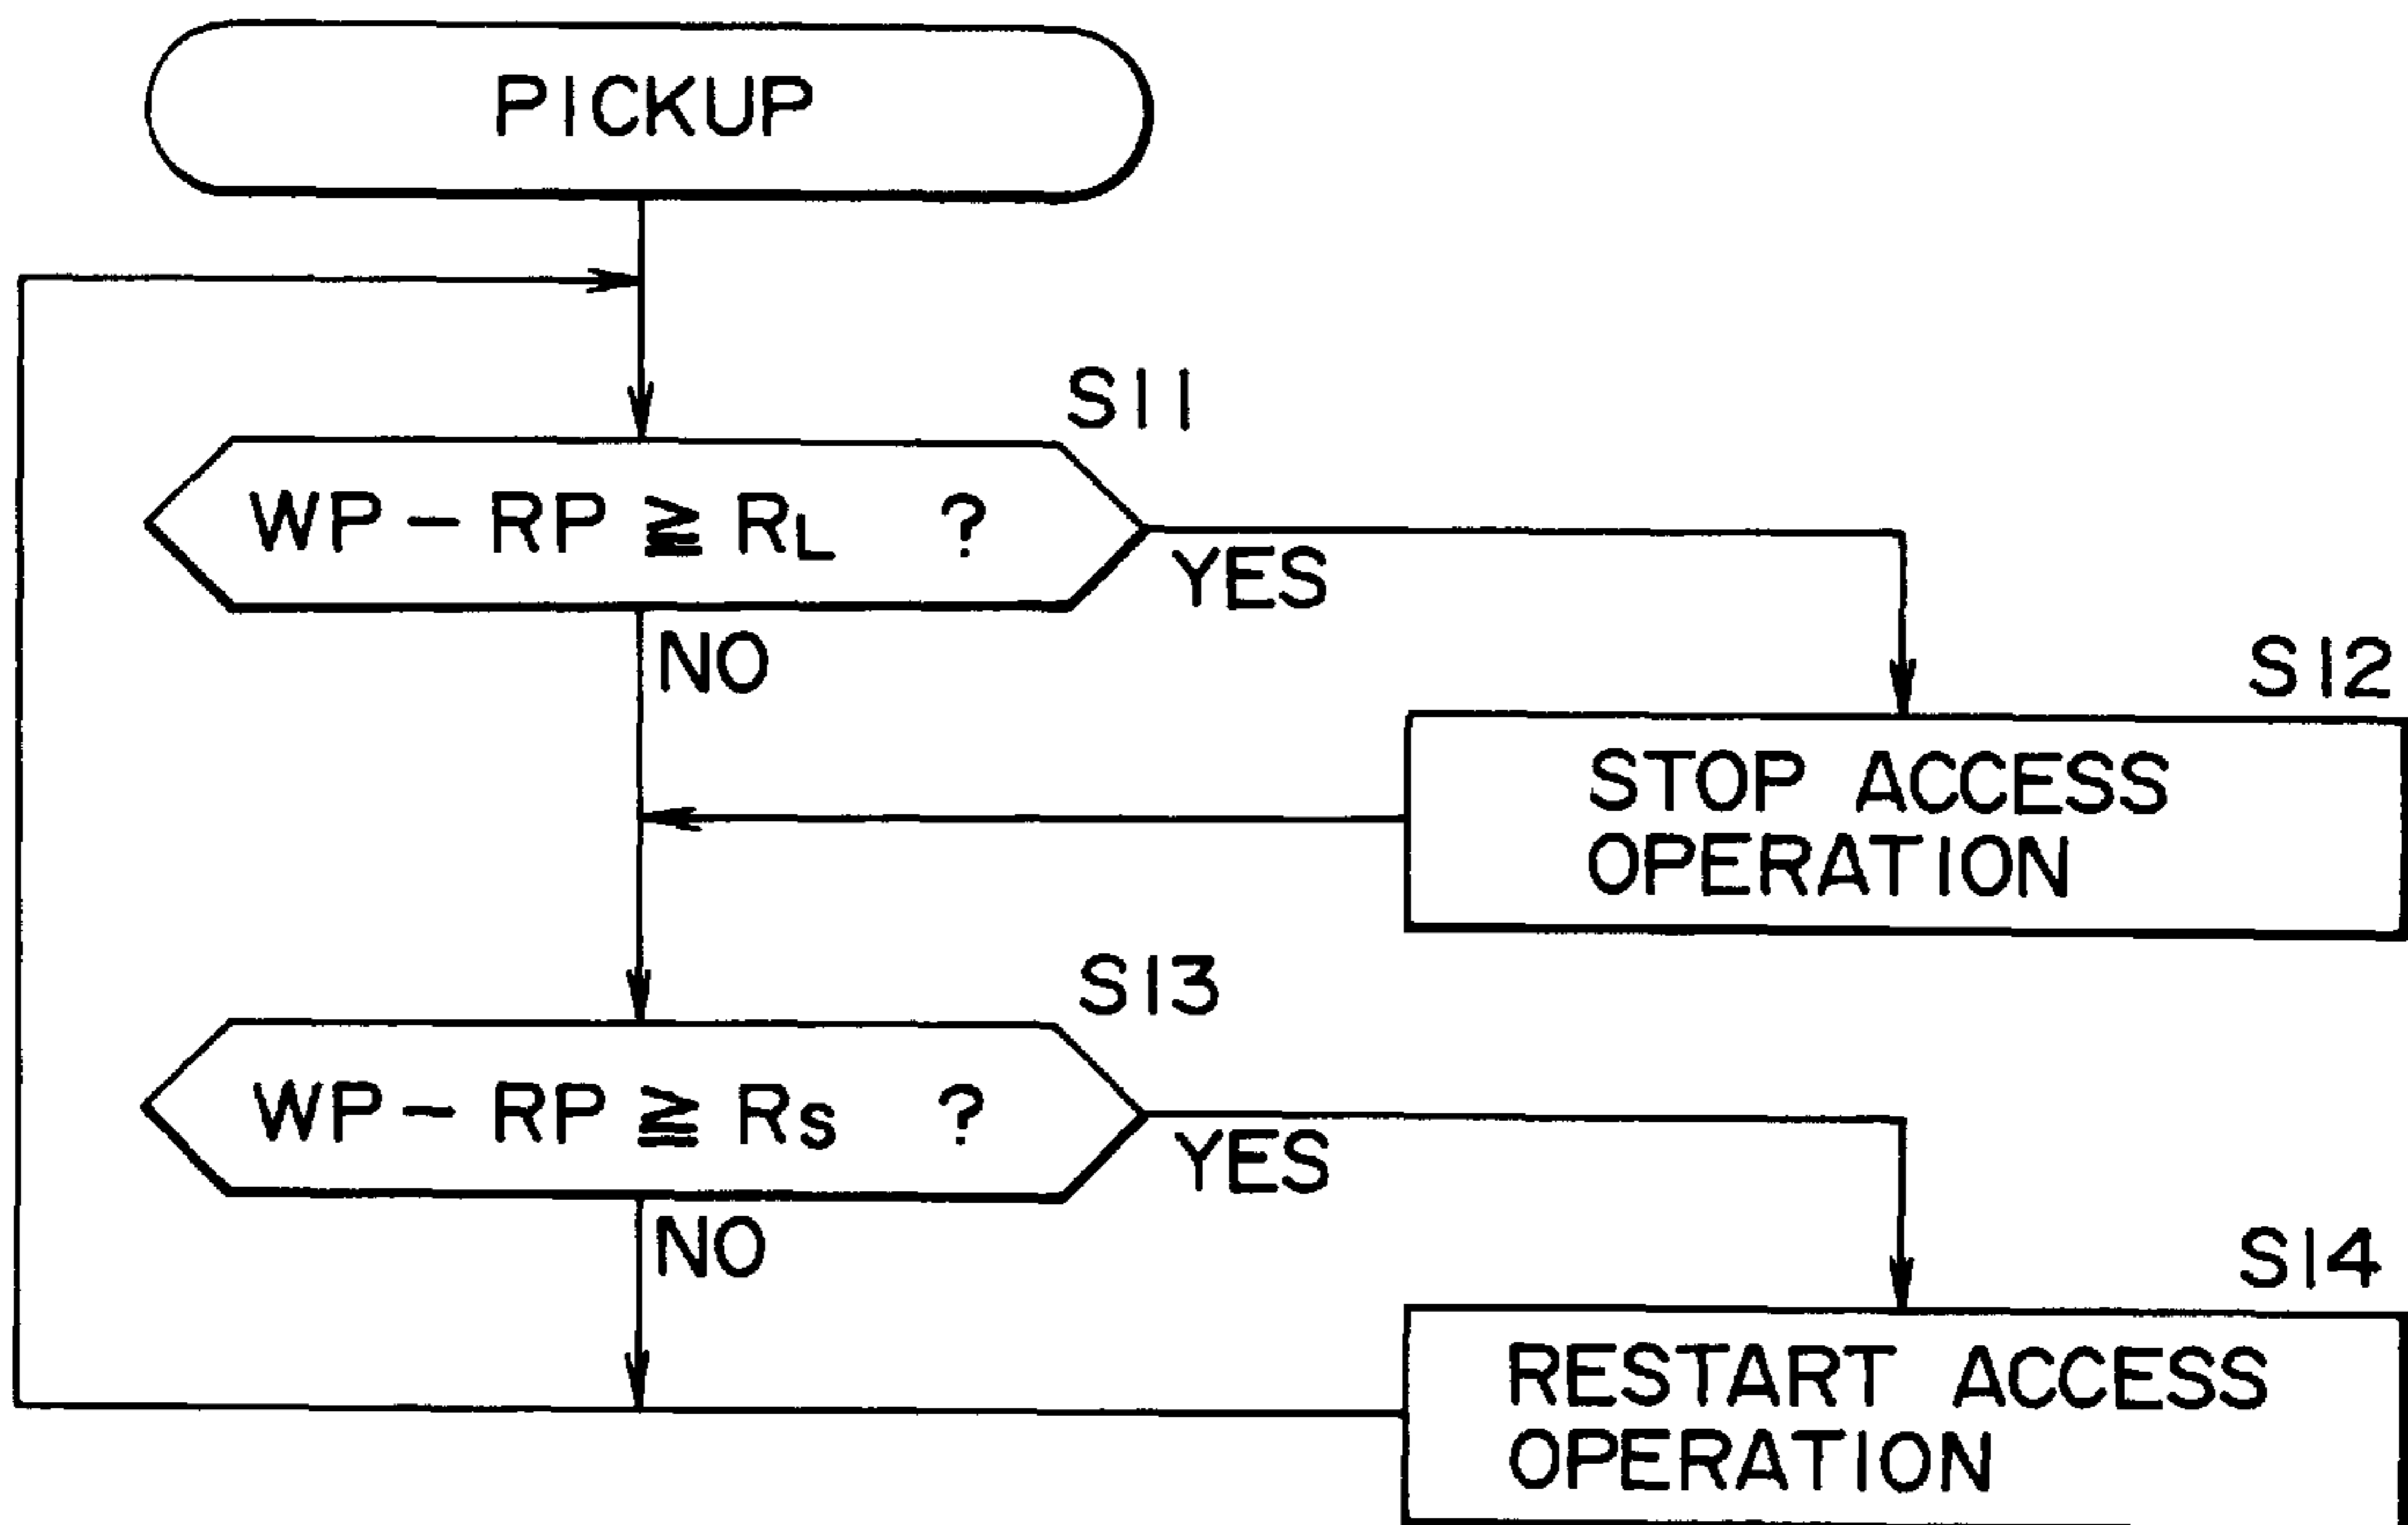 PICKUP
S11
WP - RP ≧ RL ?
YES
NO
S12
STOP ACCESS
OPERATION
S13
WP - RP ≧ RS ?
YES
NO
S14
RESTART ACCESS
OPERATION